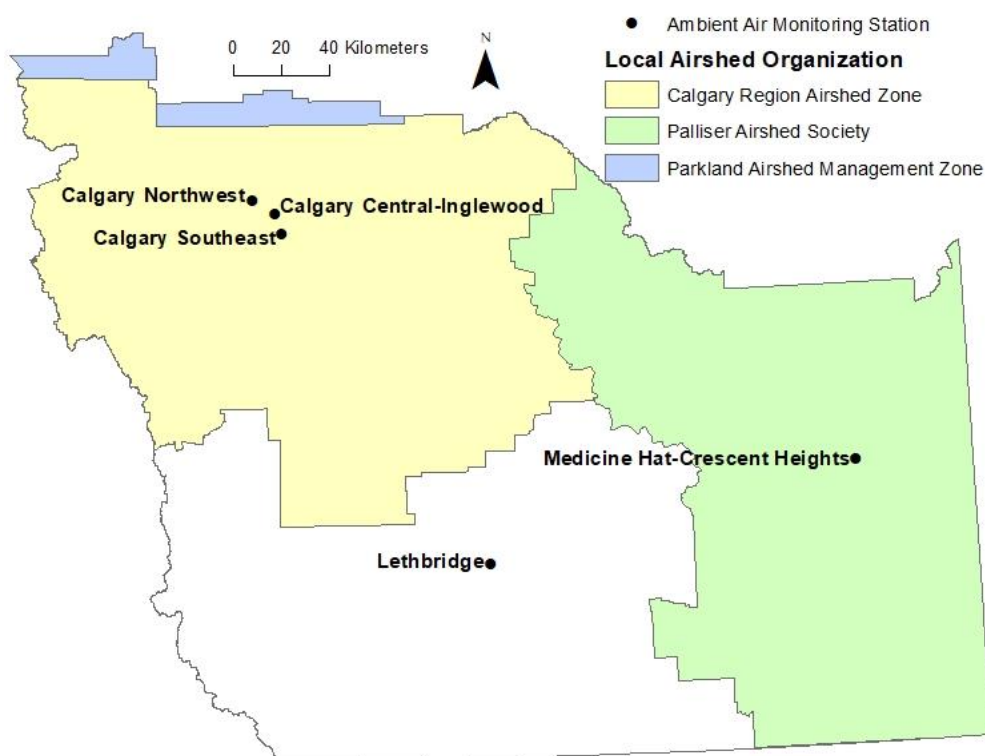 Ambient Air Monitoring Station
N
0 20 40 Kilometers
Local Airshed Organization
Calgary Region Airshed Zone
Palliser Airshed Society
Parkland Airshed Management Zone
Calgary Northwest
Calgary Central-Inglewood
Calgary Southeast
Medicine Hat-Crescent Heights
Lethbridge